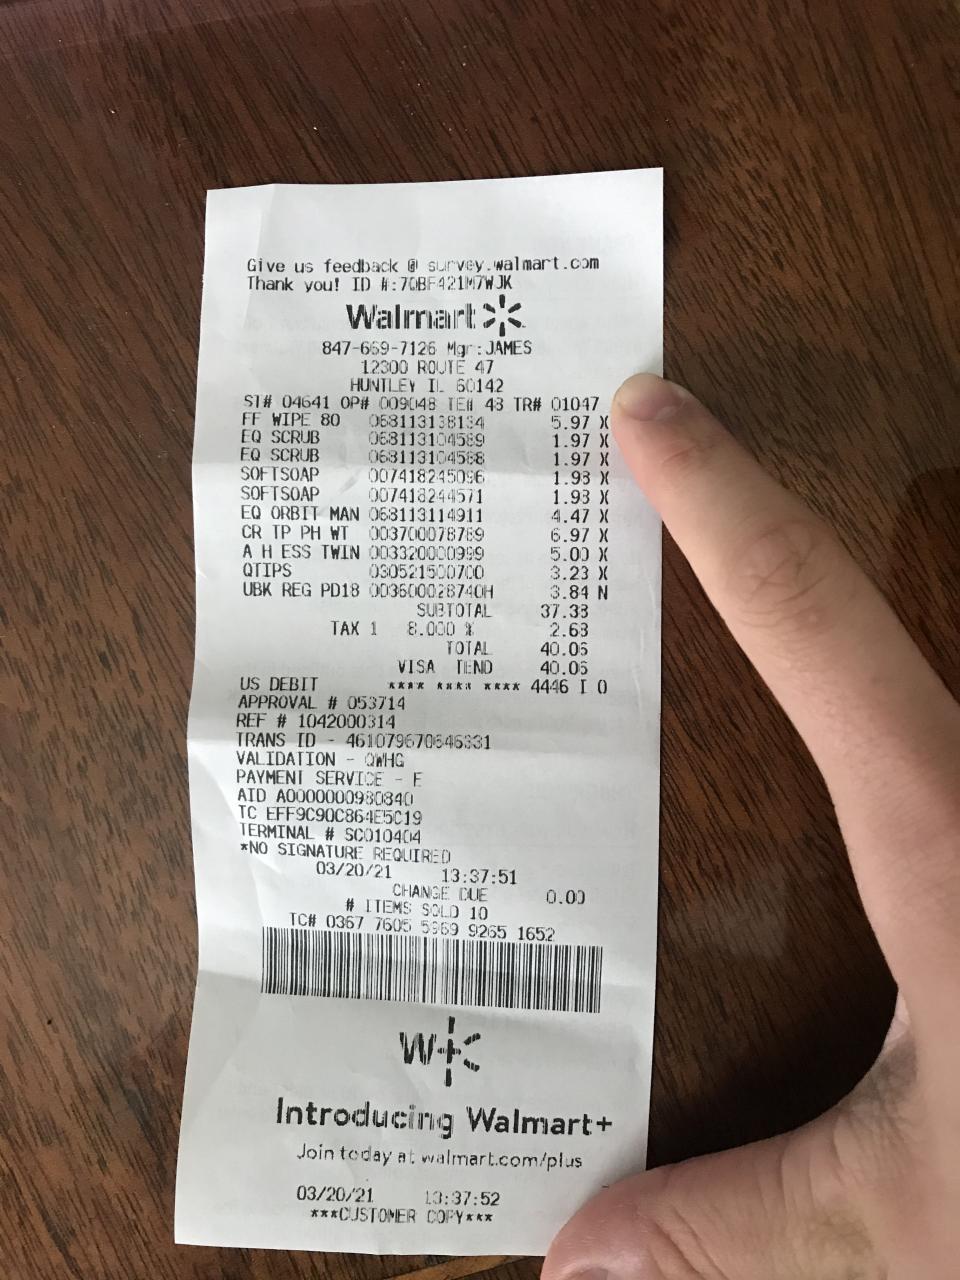 Give us feedback @ survey.walmart.com
Thank you! ID #:7QBF421M7WJK
Walmart
847-669-7126 Mgr:JAMES
12300 ROUTE 47
HUNTLEY IL 60142
ST# 04641 OP# 009048 TE# 48 TR# 01047
FF WIPE 80 068113138134 5.97 X
EQ SCRUB 068113104589 1.97 X
EQ SCRUB 068113104588 1.97 X
SOFTSOAP 007418245096 1.98 X
SOFTSOAP 007418244571 1.93 X
EQ ORBIT MAN 068113114911 4.47 X
CR TP PH WT 003700078789 6.97 X
A H ESS TWIN 003320000999 5.00 X
QTIPS 030521500700 3.23 X
UBK REG PD18 003600028740H 3.84 N
SUBTOTAL 37.33
TAX 1 8.000 % 2.63
TOTAL 40.06
VISA TEND 40.06
US DEBIT **** **** **** 4446 I 0
APPROVAL # 053714
REF # 1042000314
TRANS ID - 461079670646331
VALIDATION - QWHG
PAYMENT SERVICE - E
AID A0000000980840
TC EFF9C90C864E5C19
TERMINAL # SC010404
*NO SIGNATURE REQUIRED
03/20/21 13:37:51
CHANGE DUE 0.00
# ITEMS SOLD 10
TC# 0367 7605 5969 9265 1652
W+
Introducing Walmart+
Join today at walmart.com/plus
03/20/21 13:37:52
***CUSTOMER COPY***